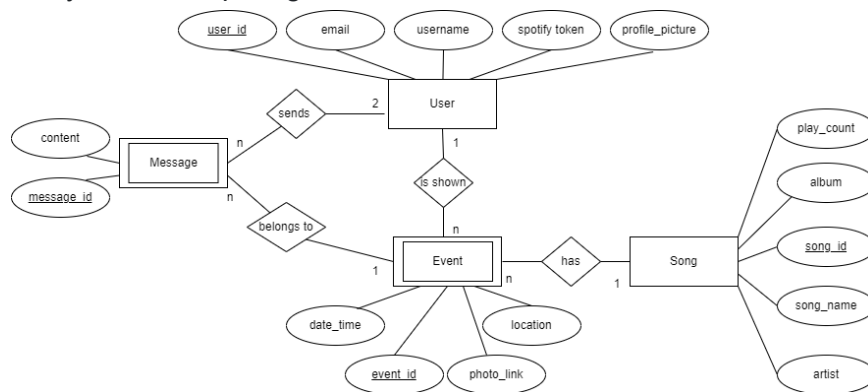 user_id
email
username
spotify token
profile_picture
sends
2
User
n
1
content
Message
message_id
n
is shown
belongs to
n
1
Event
n
has
1
Song
play_count
album
song_id
song_name
artist
date_time
location
event_id
photo_link